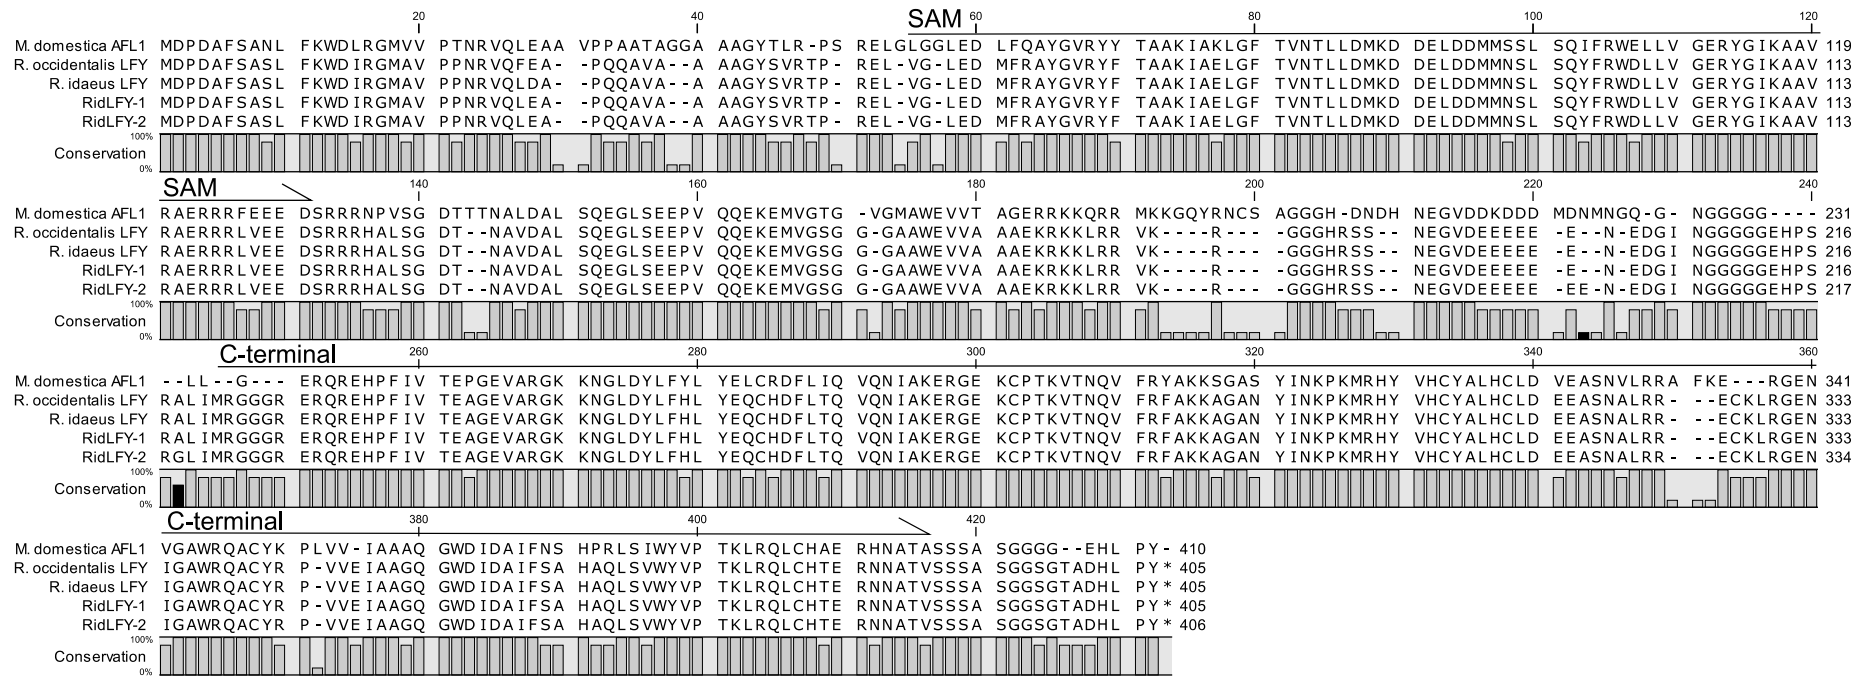 SAM
20 40 60 80 100 120
M. domestica AFL1 MDPDAFSANL FKWDLRGMVV PTNRVQLEAA VPPAATAGGA AAGYTLR-PS RELGLGGLED LFQAYGVRYY TAAKIAKLGF TVNTLLDMKD DELDDMMSSL SQIFRWELLV GERYGIKAAV 119
R. occidentalis LFY MDPDAFSASL FKWDIRGMAV PPNRVQFEA- -PQQAVA--A AAGYSVRTP- REL-VG-LED MFRAYGVRYF TAAKIAELGF TVNTLLDMKD DELDDMMNSL SQYFRWDLLV GERYGIKAAV 113
R. idaeus LFY MDPDAFSASL FKWDIRGMAV PPNRVQLDA- -PQQAVA--A AAGYSVRTP- REL-VG-LED MFRAYGVRYF TAAKIAELGF TVNTLLDMKD DELDDMMNSL SQYFRWDLLV GERYGIKAAV 113
RidLFY-1 MDPDAFSASL FKWDIRGMAV PPNRVQLEA- -PQQAVA--A AAGYSVRTP- REL-VG-LED MFRAYGVRYF TAAKIAELGF TVNTLLDMKD DELDDMMNSL SQYFRWDLLV GERYGIKAAV 113
RidLFY-2 MDPDAFSASL FKWDIRGMAV PPNRVQLEA- -PQQAVA--A AAGYSVRTP- REL-VG-LED MFRAYGVRYF TAAKIAELGF TVNTLLDMKD DELDDMMNSL SQYFRWDLLV GERYGIKAAV 113
100%
Conservation
0%
SAM
140 160 180 200 220 240
M. domestica AFL1 RAERRRFEEE DSRRRNPVSG DTTTNALDAL SQEGLSEEPV QQEKEMVGTG -VGMAWEVVT AGERRKKQRR MKKGQYRNCS AGGGH-DNDH NEGVDDKDDD MDNMNGQ-G- NGGGGG---- 231
R. occidentalis LFY RAERRRLVEE DSRRRHALSG DT--NAVDAL SQEGLSEEPV QQEKEMVGSG G-GAAWEVVA AAEKRKKLRR VK----R--- -GGGHRSS-- NEGVDEEEEE -E--N-EDGI NGGGGGEHPS 216
R. idaeus LFY RAERRRLVEE DSRRRHALSG DT--NAVDAL SQEGLSEEPV QQEKEMVGSG G-GAAWEVVA AAEKRKKLRR VK----R--- -GGGHRSS-- NEGVDEEEEE -E--N-EDGI NGGGGGEHPS 216
RidLFY-1 RAERRRLVEE DSRRRHALSG DT--NAVDAL SQEGLSEEPV QQEKEMVGSG G-GAAWEVVA AAEKRKKLRR VK----R--- -GGGHRSS-- NEGVDEEEEE -E--N-EDGI NGGGGGEHPS 216
RidLFY-2 RAERRRLVEE DSRRRHALSG DT--NAVDAL SQEGLSEEPV QQEKEMVGSG G-GAAWEVVA AAEKRKKLRR VK----R--- -GGGHRSS-- NEGVDEEEEE -EE-N-EDGI NGGGGGEHPS 217
100%
Conservation
0%
C-terminal
260 280 300 320 340 360
M. domestica AFL1 --LL--G--- ERQREHPFIV TEPGEVARGK KNGLDYLFYL YELCRDFLIQ VQNIAKERGE KCPTKVTNQV FRYAKKSGAS YINKPKMRHY VHCYALHCLD VEASNVLRRA FKE---RGEN 341
R. occidentalis LFY RALIMRGGGR ERQREHPFIV TEAGEVARGK KNGLDYLFHL YEQCHDFLTQ VQNIAKERGE KCPTKVTNQV FRFAKKAGAN YINKPKMRHY VHCYALHCLD EEASNALRR- --ECKLRGEN 333
R. idaeus LFY RALIMRGGGR ERQREHPFIV TEAGEVARGK KNGLDYLFHL YEQCHDFLTQ VQNIAKERGE KCPTKVTNQV FRFAKKAGAN YINKPKMRHY VHCYALHCLD EEASNALRR- --ECKLRGEN 333
RidLFY-1 RALIMRGGGR ERQREHPFIV TEAGEVARGK KNGLDYLFHL YEQCHDFLTQ VQNIAKERGE KCPTKVTNQV FRFAKKAGAN YINKPKMRHY VHCYALHCLD EEASNALRR- --ECKLRGEN 333
RidLFY-2 RGLIMRGGGR ERQREHPFIV TEAGEVARGK KNGLDYLFHL YEQCHDFLTQ VQNIAKERGE KCPTKVTNQV FRFAKKAGAN YINKPKMRHY VHCYALHCLD EEASNALRR- --ECKLRGEN 334
100%
Conservation
0%
C-terminal
380 400 420
M. domestica AFL1 VGAWRQACYK PLVV-IAAAQ GWDIDAIFNS HPRLSIWYVP TKLRQLCHAE RHNATASSSA SGGGG--EHL PY- 410
R. occidentalis LFY IGAWRQACYR P-VVEIAAGQ GWDIDAIFSA HAQLSVWYVP TKLRQLCHTE RNNATVSSSA SGGSGTADHL PY* 405
R. idaeus LFY IGAWRQACYR P-VVEIAAGQ GWDIDAIFSA HAQLSVWYVP TKLRQLCHTE RNNATVSSSA SGGSGTADHL PY* 405
RidLFY-1 IGAWRQACYR P-VVEIAAGQ GWDIDAIFSA HAQLSVWYVP TKLRQLCHTE RNNATVSSSA SGGSGTADHL PY* 405
RidLFY-2 IGAWRQACYR P-VVEIAAGQ GWDIDAIFSA HAQLSVWYVP TKLRQLCHTE RNNATVSSSA SGGSGTADHL PY* 406
100%
Conservation
0%